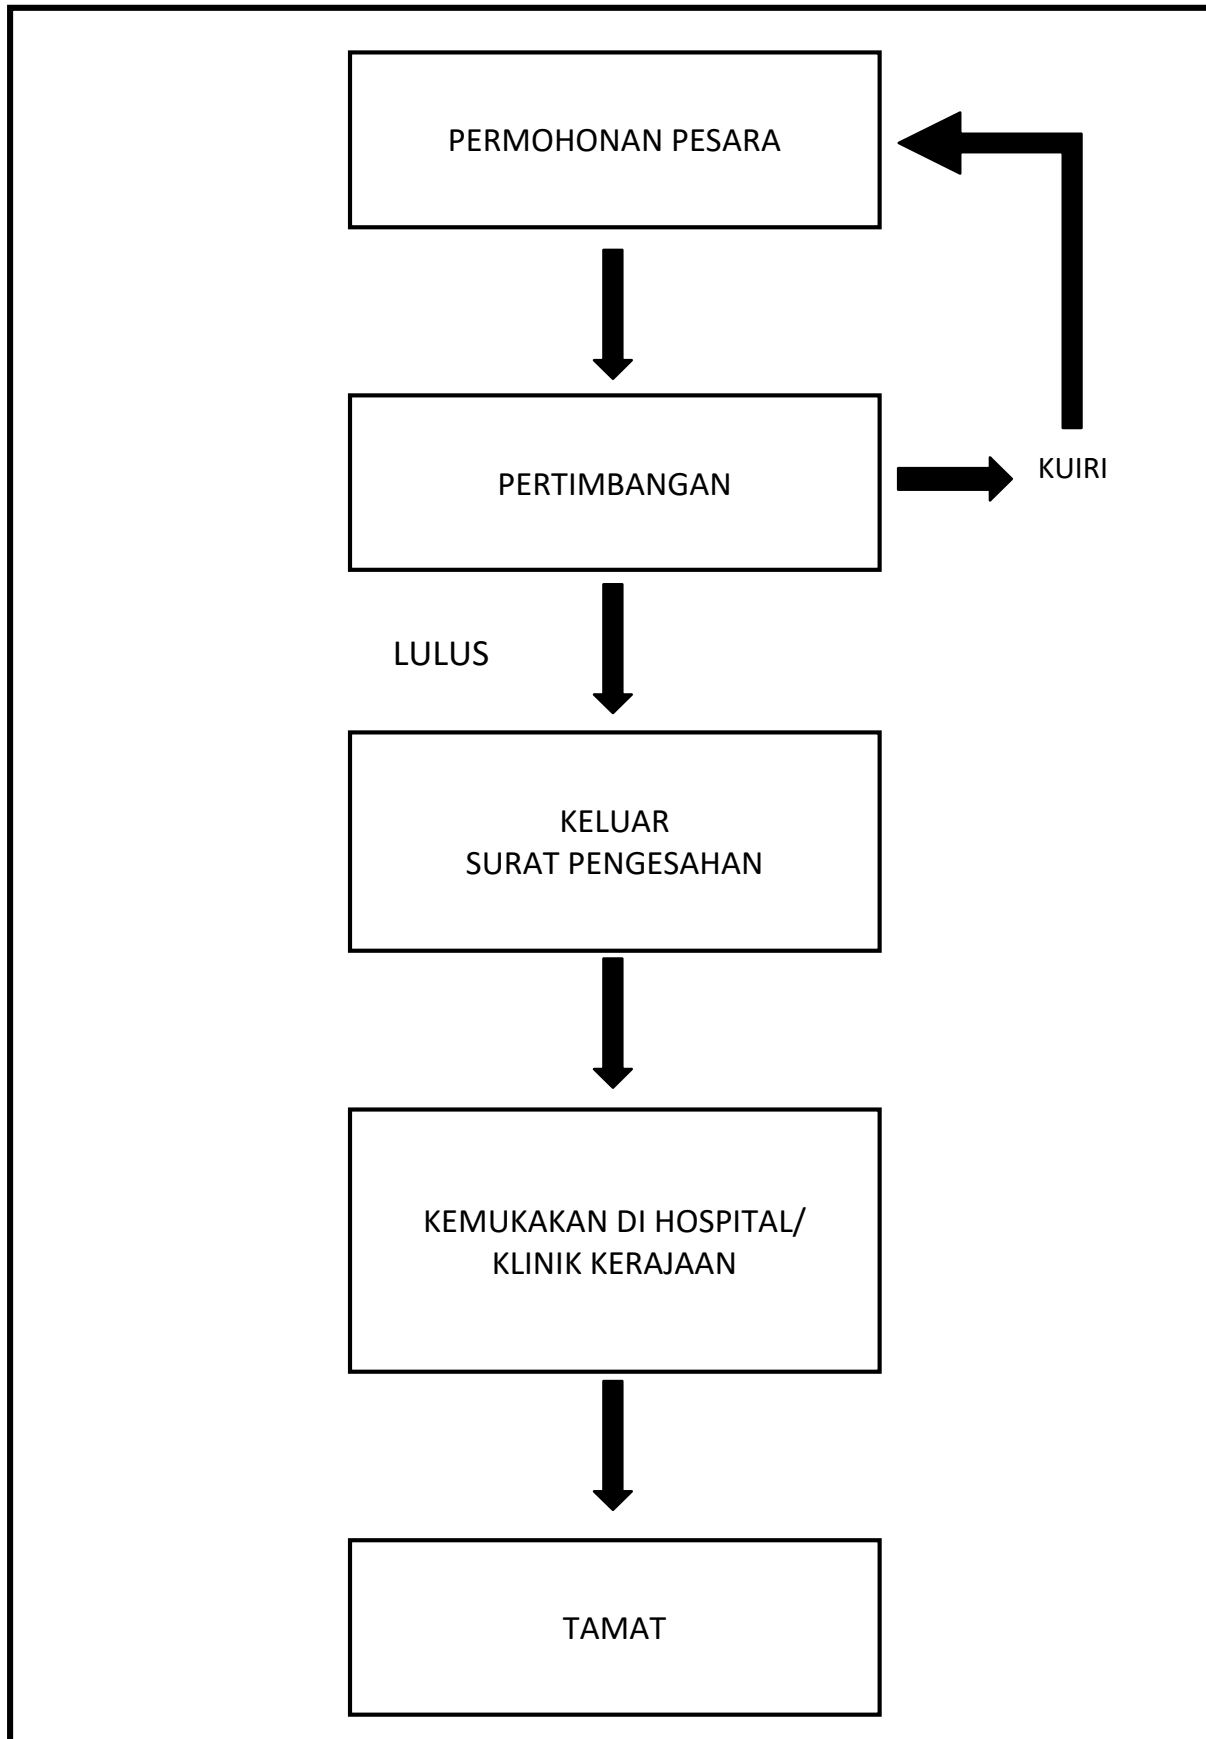 PERMOHONAN PESARA
PERTIMBANGAN
KUIRI
LULUS
KELUAR
SURAT PENGESAHAN
KEMUKAKAN DI HOSPITAL/
KLINIK KERAJAAN
TAMAT